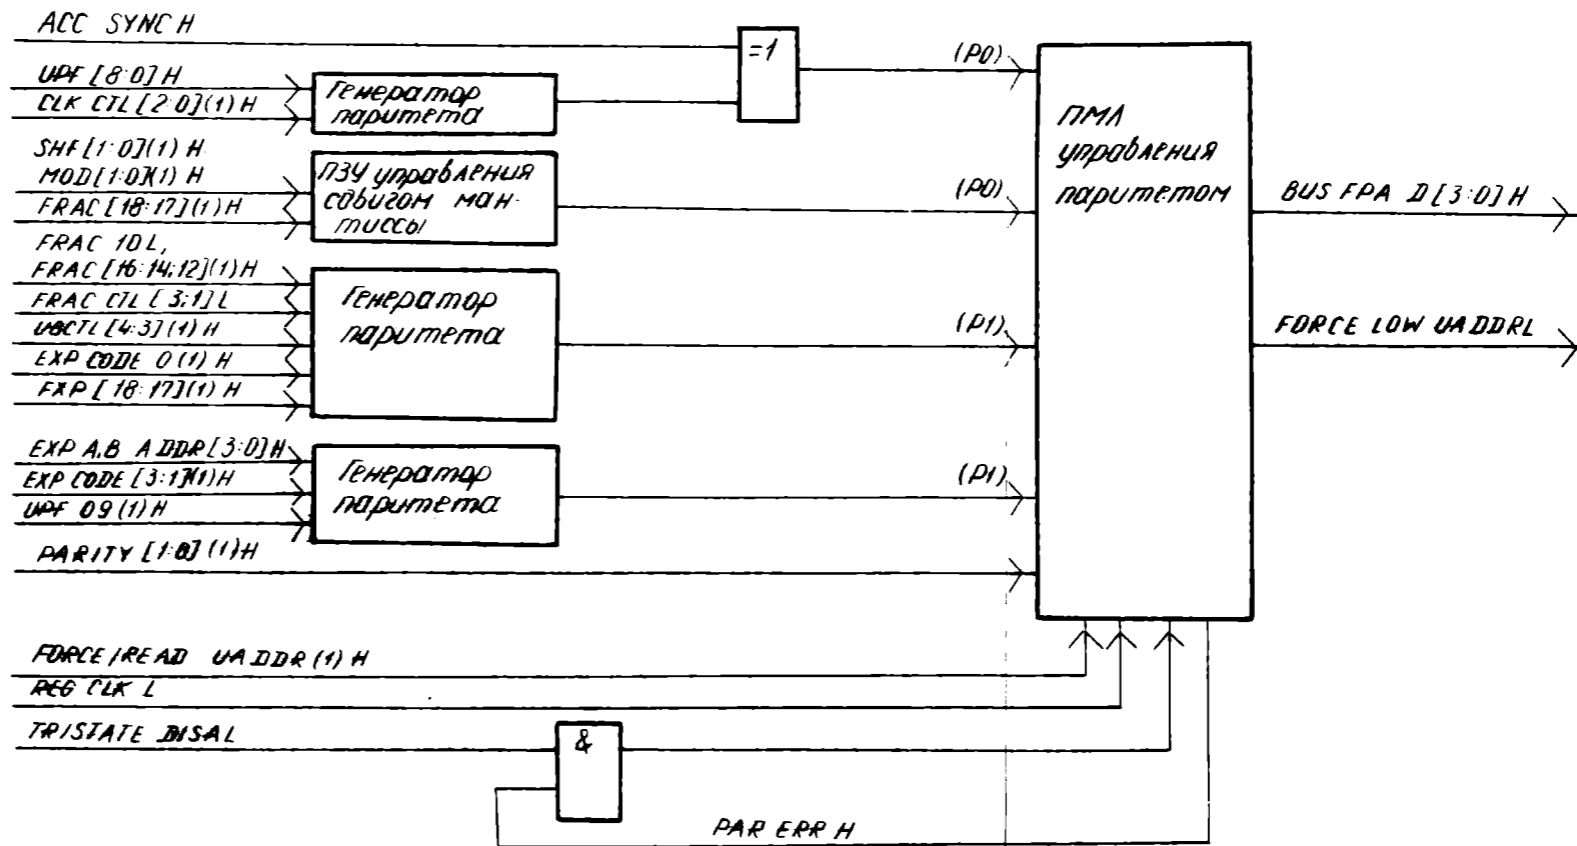 ACC SYNC H
=1
(P0)
UPF [8:0] H
CLK CTL [2:0](1) H
Генератор
паритета
ПМЛ
управления
паритетом
SHF [1:0](1) H
MOD [1:0](1) H
FRAC [18:17](1) H
ПЗУ управления
сдвигом ман-
тиссы
(P0)
BUS FPA D [3:0] H
FRAC 10 L,
FRAC [16:14;12](1) H
FRAC CTL [3:1] L
UBCTL [4:3](1) H
EXP CODE 0 (1) H
EXP [18:17](1) H
Генератор
паритета
(P1)
FORCE LOW UADDRL
EXP A,B ADDR [3:0] H
EXP CODE [3:1](1) H
UPF 09 (1) H
Генератор
паритета
(P1)
PARITY [1:0] (1) H
FORCE/READ UADDR (1) H
REG CLK L
TRISTATE DISAL
&
PAR ERR H